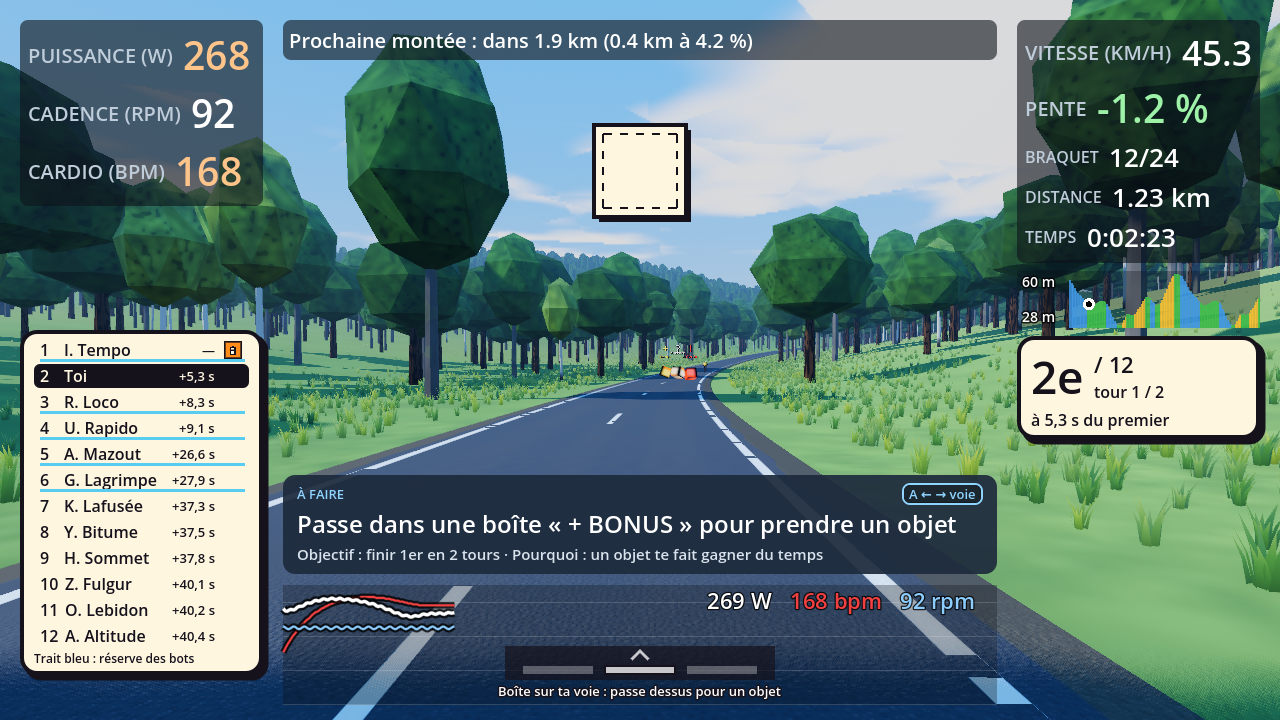 PUISSANCE (W) 268
CADENCE (RPM) 92
CARDIO (BPM) 168
Prochaine montée : dans 1.9 km (0.4 km à 4.2 %)
VITESSE (KM/H) 45.3
PENTE -1.2 %
BRAQUET 12/24
DISTANCE 1.23 km
TEMPS 0:02:23
60 m
28 m
1 I. Tempo —
2 Toi +5,3 s
3 R. Loco +8,3 s
4 U. Rapido +9,1 s
5 A. Mazout +26,6 s
6 G. Lagrimpe +27,9 s
7 K. Lafusée +37,3 s
8 Y. Bitume +37,5 s
9 H. Sommet +37,8 s
10 Z. Fulgur +40,1 s
11 O. Lebidon +40,2 s
12 A. Altitude +40,4 s
Trait bleu : réserve des bots
2e / 12
tour 1 / 2
à 5,3 s du premier
À FAIRE
A ← → voie
Passe dans une boîte « + BONUS » pour prendre un objet
Objectif : finir 1er en 2 tours · Pourquoi : un objet te fait gagner du temps
269 W 168 bpm 92 rpm
Boîte sur ta voie : passe dessus pour un objet